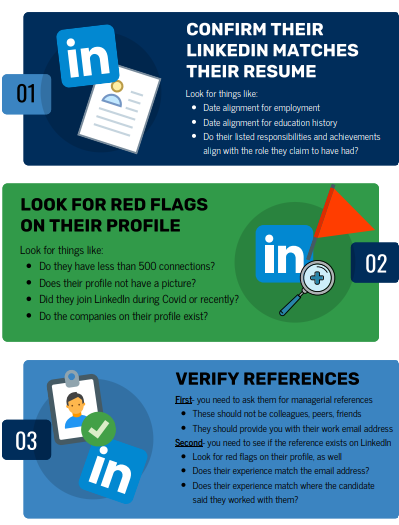 01
CONFIRM THEIR
LINKEDIN MATCHES
THEIR RESUME
Look for things like:
• Date alignment for employment
• Date alignment for education history
• Do their listed responsibilities and achievements
align with the role they claim to have had?
in
LOOK FOR RED FLAGS
ON THEIR PROFILE
Look for things like:
• Do they have less than 500 connections?
• Does their profile not have a picture?
• Did they join LinkedIn during Covid or recently?
• Do the companies on their profile exist?
in
02
03
in
VERIFY REFERENCES
First- you need to ask them for managerial references
• These should not be colleagues, peers, friends
• They should provide you with their work email address
Second- you need to see if the reference exists on LinkedIn
• Look for red flags on their profile, as well
• Does their experience match the email address?
• Does their experience match where the candidate
said they worked with them?